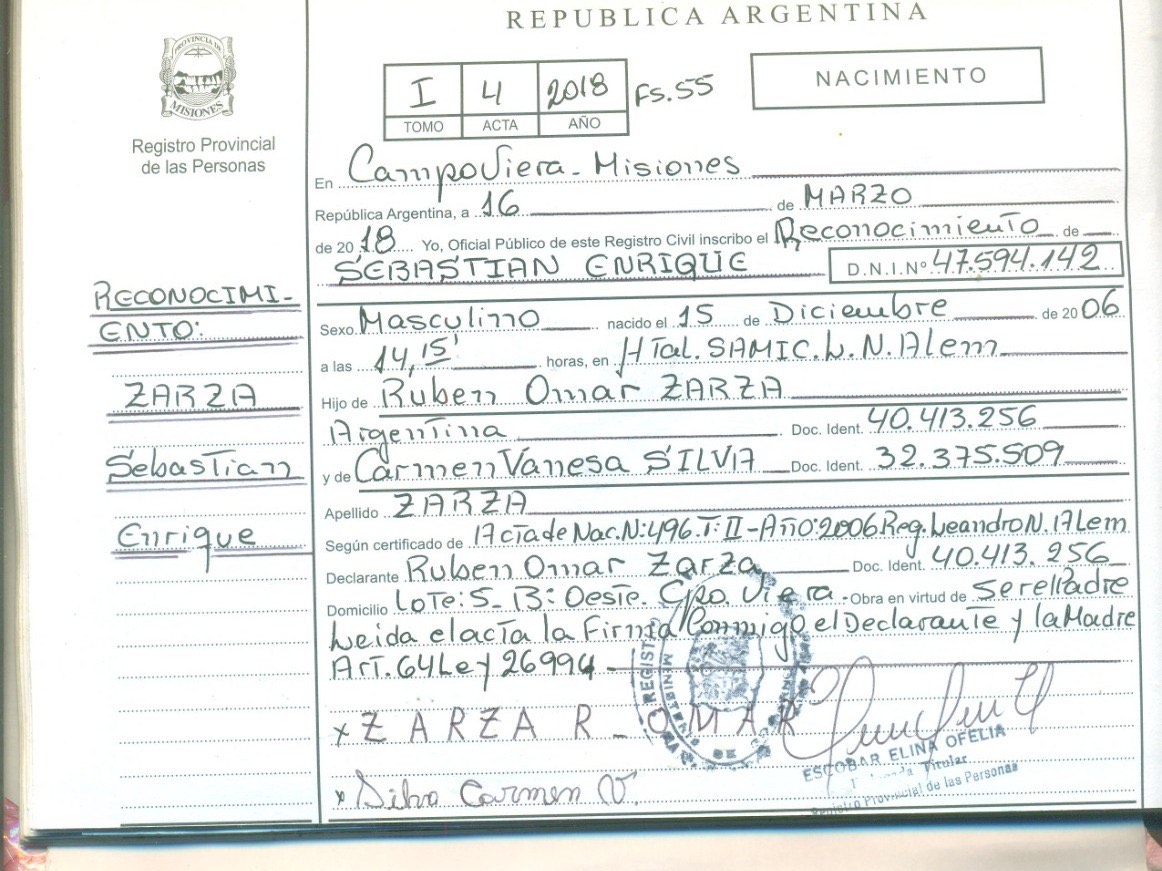 REPUBLICA ARGENTINA
PROVINCIA DE MISIONES
Registro Provincial
de las Personas
I 4 2018 FS.55
TOMO ACTA AÑO
NACIMIENTO
En CampoViera - Misiones
República Argentina, a 16 de MARZO
de 2018 Yo, Oficial Público de este Registro Civil inscribo el Reconocimiento de
SEBASTIAN ENRIQUE D.N.I.Nº 47.594.142
RECONOCIMI-
ENTO:
ZARZA
Sebastian
Enrique
Sexo Masculino nacido el 15 de Diciembre de 2006
a las 14,15' horas, en HTal. SAMIC. L. N. Alem
Hijo de Ruben Omar ZARZA
Argentina Doc. Ident. 40.413.256
y de Carmen Vanesa SILVA Doc. Ident. 32.375.509
Apellido ZARZA
Según certificado de Acta de Nac. N: 496. T: II - Año: 2006 Reg. Leandro N. Alem
Declarante Ruben Omar Zarza Doc. Ident. 40.413.256
Domicilio Lote: 5 - B: Oeste. Cpo. Viera - Obra en virtud de Ser el Padre
Leida el acta la Firma Conmigo el Declarante y la Madre
Art. 64 Ley 26994
x ZARZA R_OMAR
ESCOBAR ELINA OFELIA
Titular
Registro Provincial de las Personas
x Silva Carmen V.